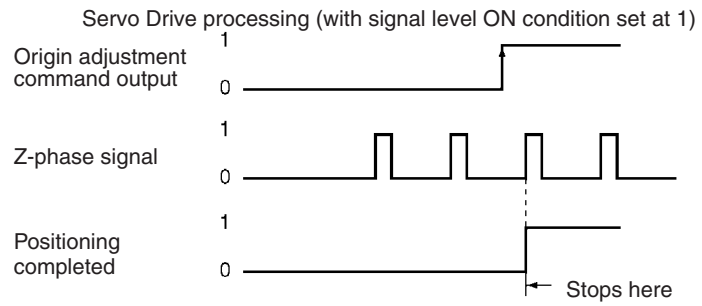 Servo Drive processing (with signal level ON condition set at 1)
1
Origin adjustment
command output
0
1
Z-phase signal
0
1
Positioning
completed
0
Stops here